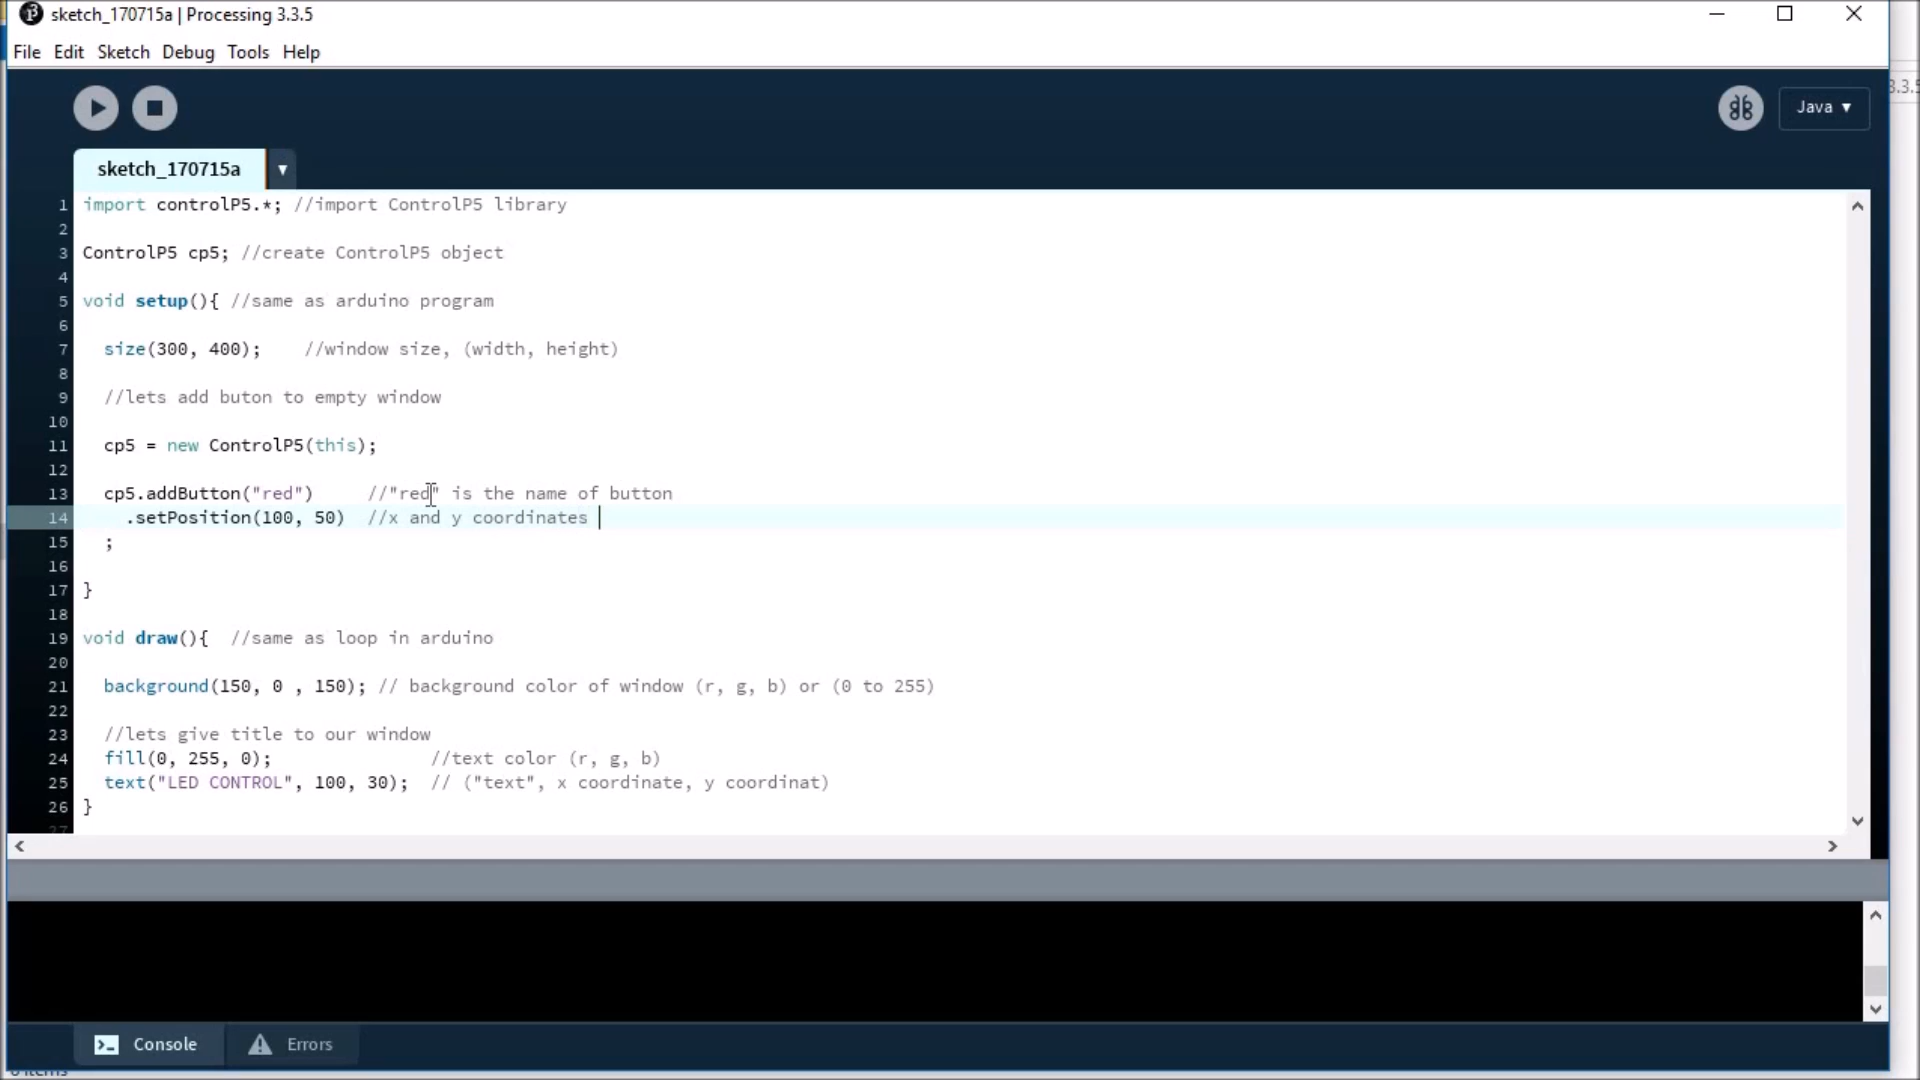 sketch_170715a | Processing 3.3.5
File Edit Sketch Debug Tools Help
3.3.5
Java ▾
sketch_170715a ▾
1 import controlP5.*; //import ControlP5 library
2
3 ControlP5 cp5; //create ControlP5 object
4
5 void setup(){ //same as arduino program
6
7 size(300, 400); //window size, (width, height)
8
9 //lets add buton to empty window
10
11 cp5 = new ControlP5(this);
12
13 cp5.addButton("red") //"red" is the name of button
14 .setPosition(100, 50) //x and y coordinates
15 ;
16
17 }
18
19 void draw(){ //same as loop in arduino
20
21 background(150, 0 , 150); // background color of window (r, g, b) or (0 to 255)
22
23 //lets give title to our window
24 fill(0, 255, 0); //text color (r, g, b)
25 text("LED CONTROL", 100, 30); // ("text", x coordinate, y coordinat)
26 }
27
Console Errors
items